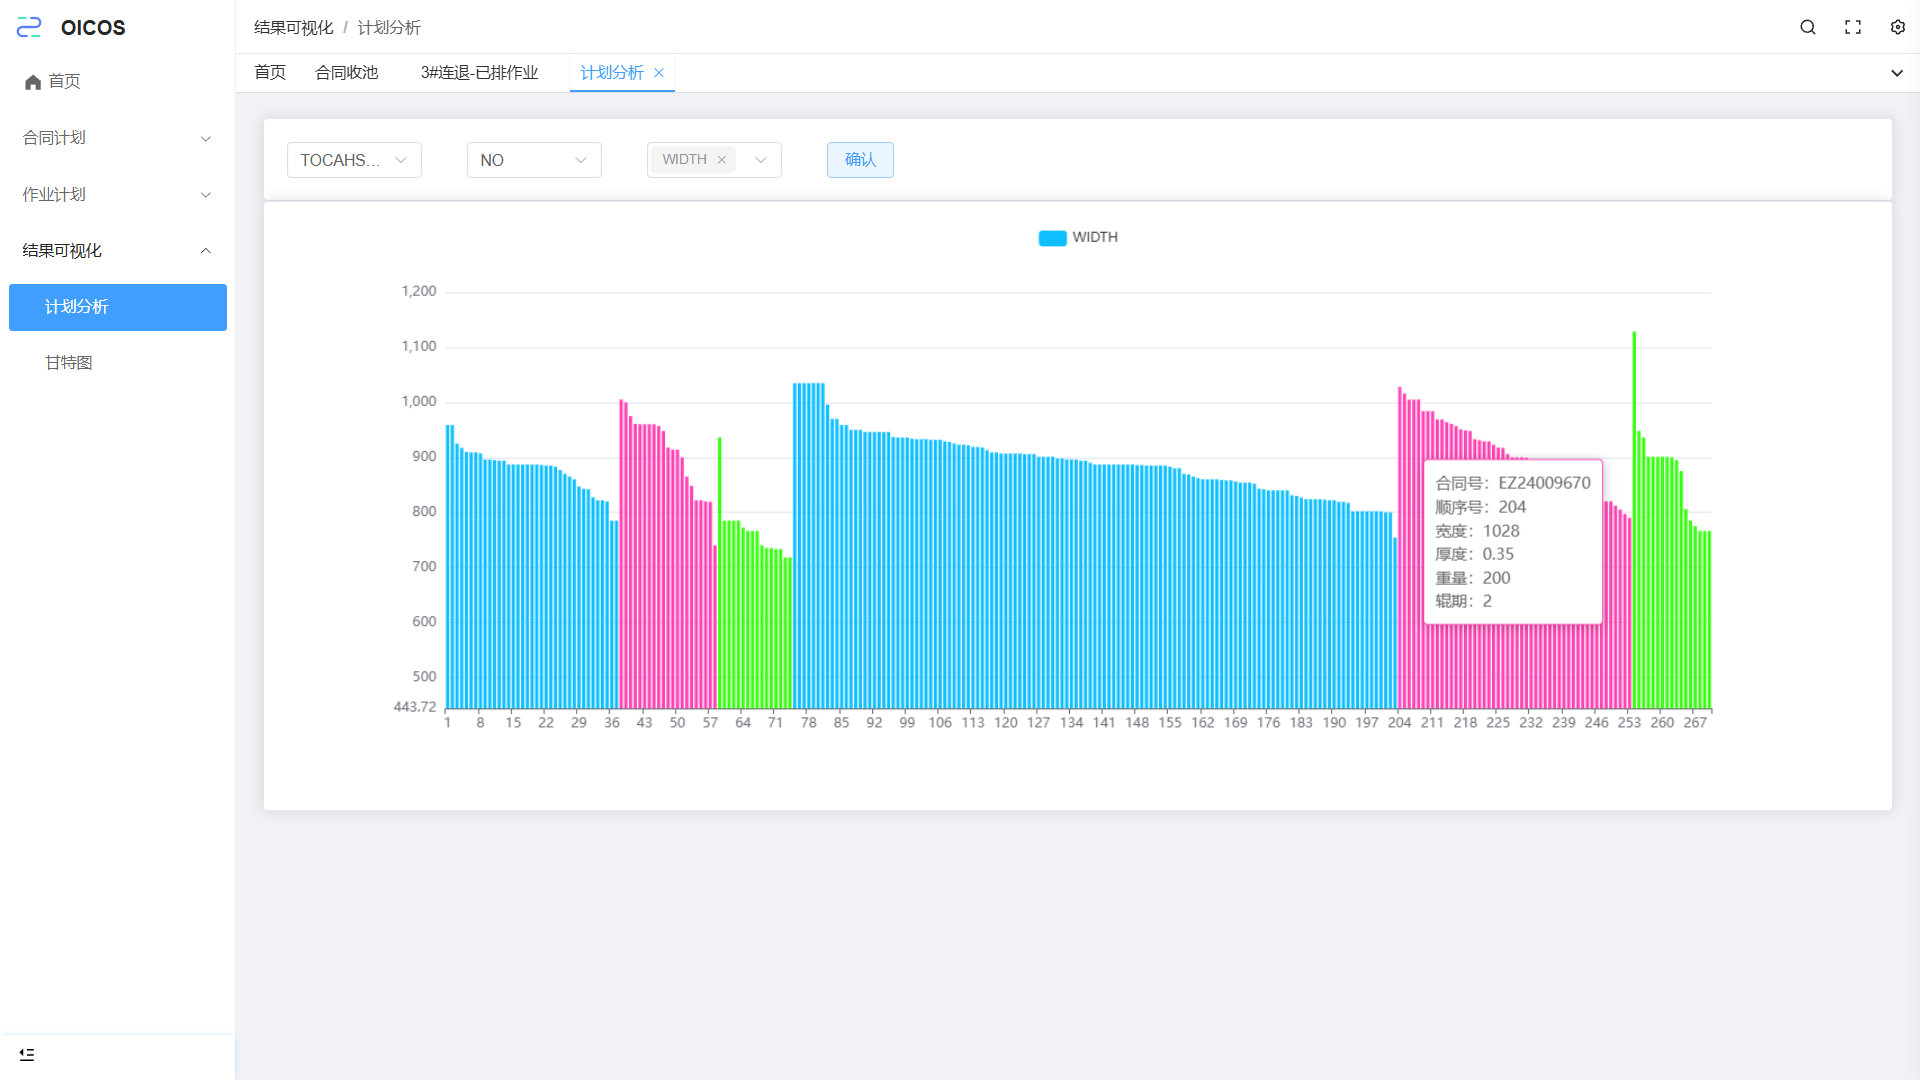 OICOS
首页
合同计划
作业计划
结果可视化
计划分析
甘特图
结果可视化 / 计划分析
首页 合同收池 3#连退-已排作业 计划分析
TOCAHS... NO WIDTH 确认
WIDTH
1,200
1,100
1,000
900
800
700
600
500
443.72
1 8 15 22 29 36 43 50 57 64 71 78 85 92 99 106 113 120 127 134 141 148 155 162 169 176 183 190 197 204 211 218 225 232 239 246 253 260 267
合同号：EZ24009670
顺序号：204
宽度：1028
厚度：0.35
重量：200
辊期：2